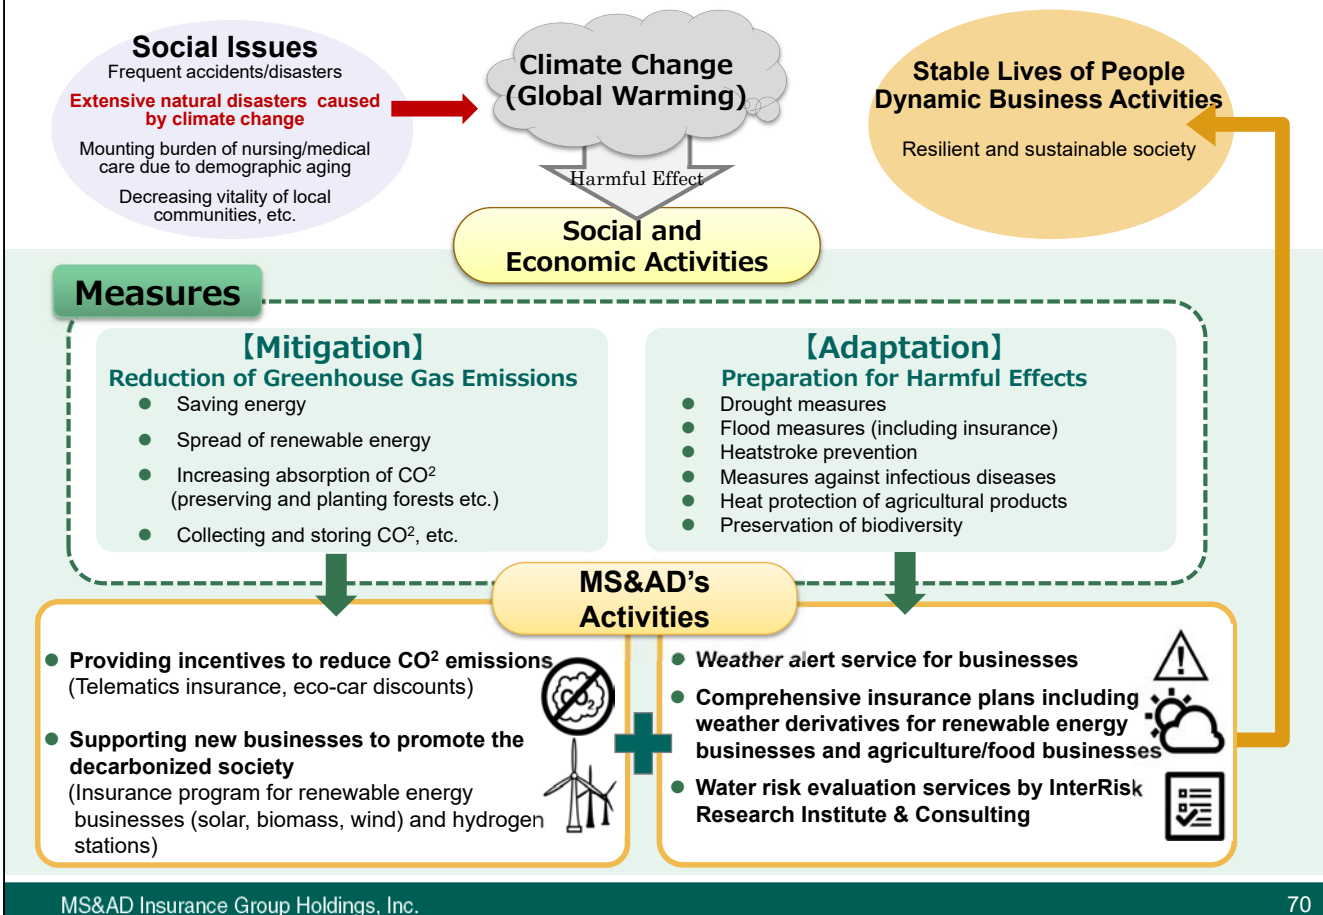 Social Issues
Frequent accidents/disasters
Extensive natural disasters caused
by climate change
Mounting burden of nursing/medical
care due to demographic aging
Decreasing vitality of local
communities, etc.
Climate Change
(Global Warming)
Harmful Effect
Social and
Economic Activities
Stable Lives of People
Dynamic Business Activities
Resilient and sustainable society
Measures
【Mitigation】
Reduction of Greenhouse Gas Emissions
● Saving energy
● Spread of renewable energy
● Increasing absorption of CO²
(preserving and planting forests etc.)
● Collecting and storing CO², etc.
【Adaptation】
Preparation for Harmful Effects
● Drought measures
● Flood measures (including insurance)
● Heatstroke prevention
● Measures against infectious diseases
● Heat protection of agricultural products
● Preservation of biodiversity
MS&AD's
Activities
● Providing incentives to reduce CO² emissions
(Telematics insurance, eco-car discounts)
● Supporting new businesses to promote the
decarbonized society
(Insurance program for renewable energy
businesses (solar, biomass, wind) and hydrogen
stations)
CO₂
● Weather alert service for businesses
● Comprehensive insurance plans including
weather derivatives for renewable energy
businesses and agriculture/food businesses
● Water risk evaluation services by InterRisk
Research Institute & Consulting
MS&AD Insurance Group Holdings, Inc.
70